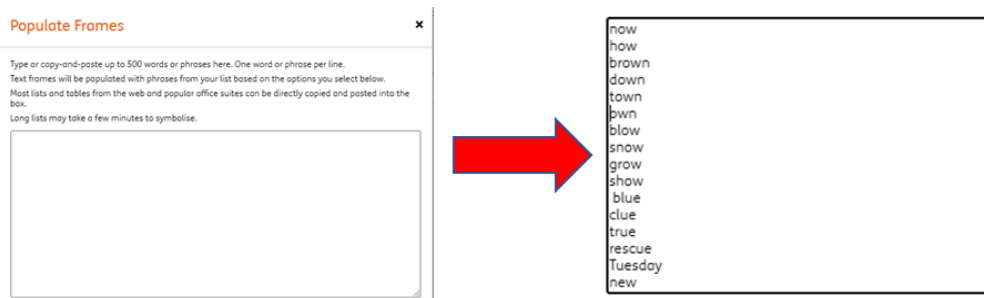 Populate Frames
×
Type or copy-and-paste up to 500 words or phrases here. One word or phrase per line.
Text frames will be populated with phrases from your list based on the options you select below.
Most lists and tables from the web and popular office suites can be directly copied and pasted into the
box.
Long lists may take a few minutes to symbolise.
now
how
brown
down
town
own
blow
snow
grow
show
blue
clue
true
rescue
Tuesday
new